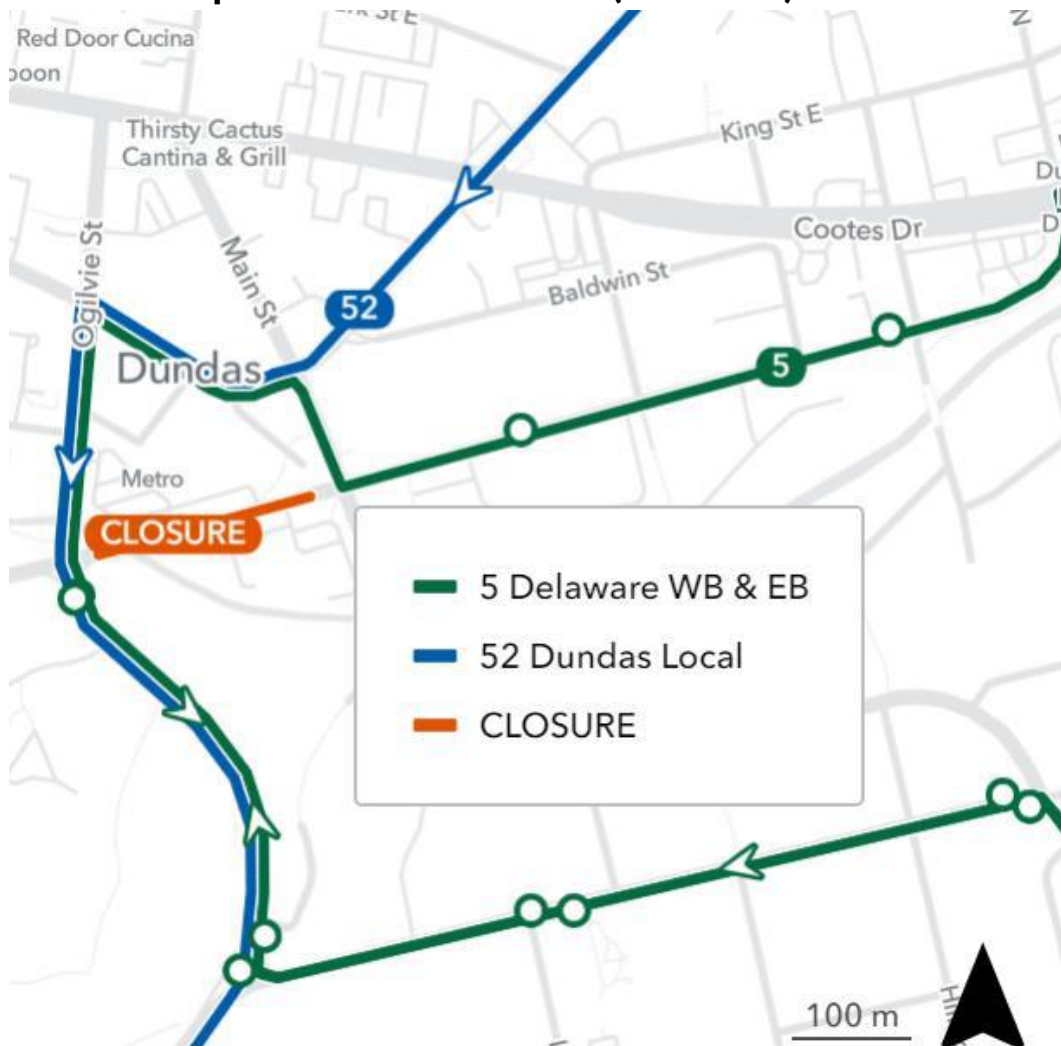 Red Door Cucina
King St E
Thirsty Cactus
Cantina & Grill
Cootes Dr
Ogilvie St
Main St
Baldwin St
52
Dundas
5
Metro
CLOSURE
5 Delaware WB & EB
52 Dundas Local
CLOSURE
100 m